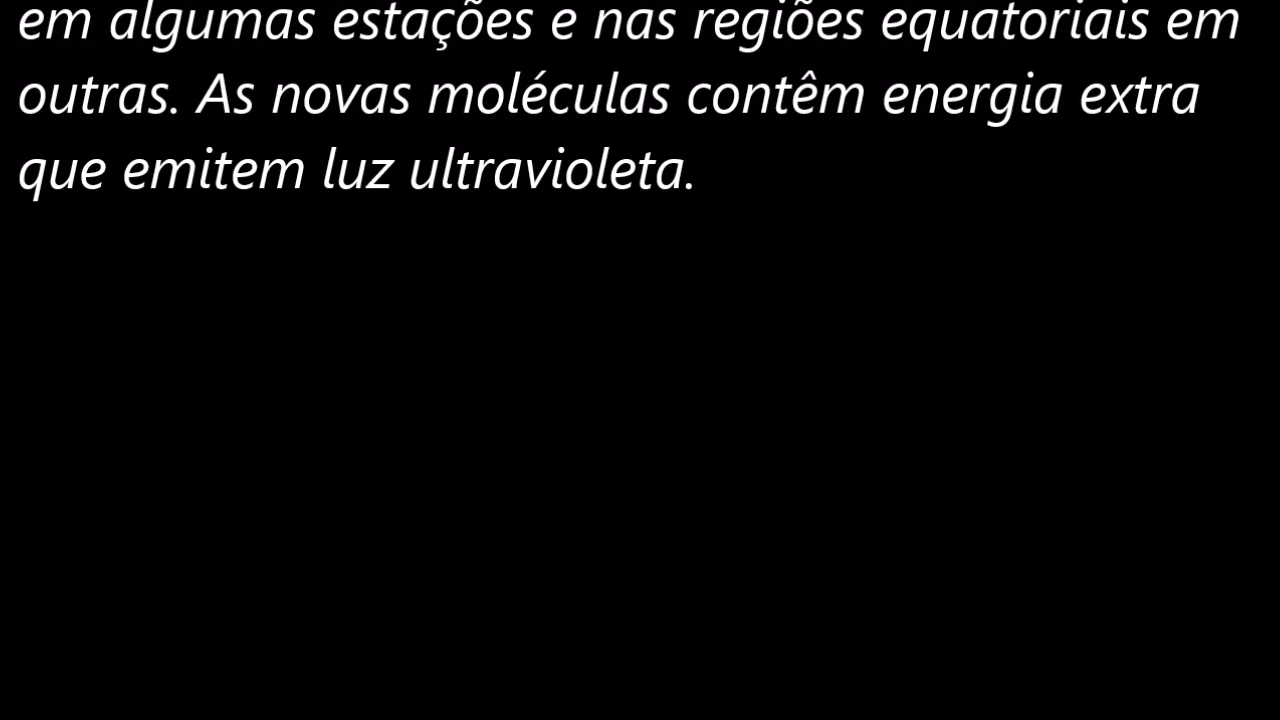 em algumas estações e nas regiões equatoriais em
outras. As novas moléculas contêm energia extra
que emitem luz ultravioleta.